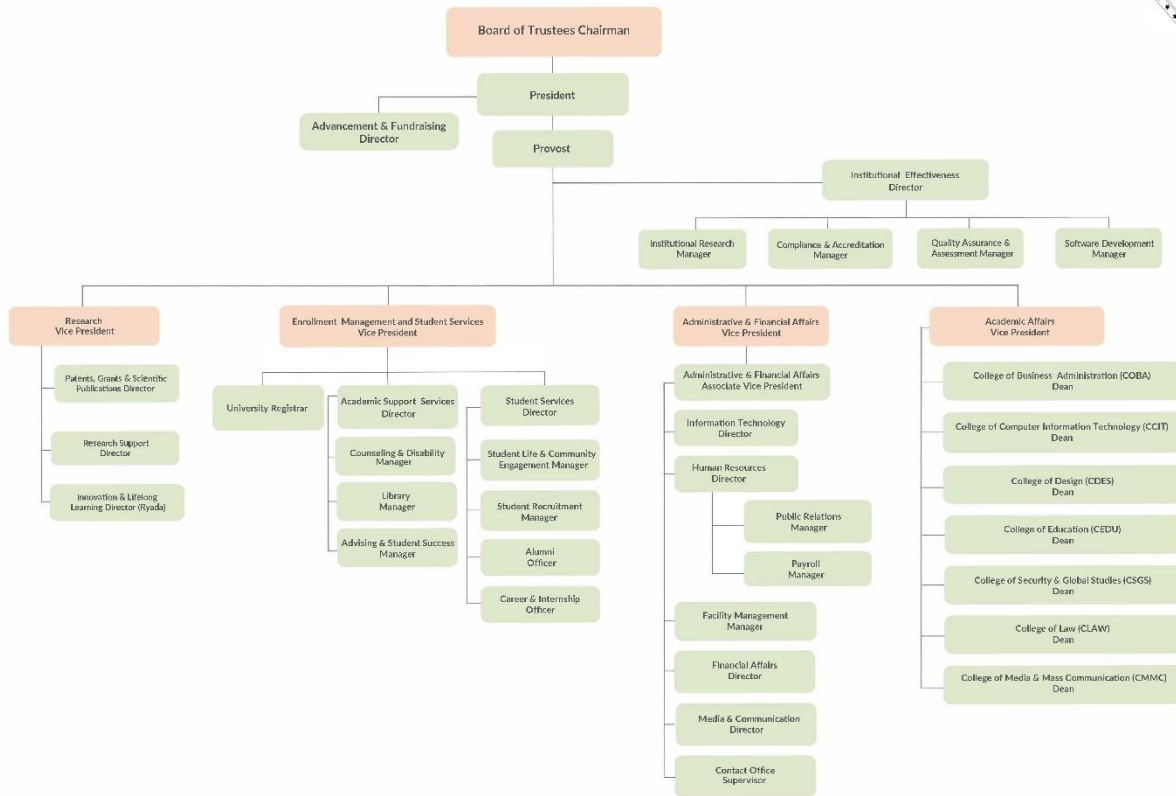 Board of Trustees Chairman
President
Advancement & Fundraising
Director
Provost
Institutional Effectiveness
Director
Institutional Research
Manager
Compliance & Accreditation
Manager
Quality Assurance &
Assessment Manager
Software Development
Manager
Research
Vice President
Patents, Grants & Scientific
Publications Director
Research Support
Director
Innovation & Lifelong
Learning Director (Ryada)
Enrollment Management and Student Services
Vice President
University Registrar
Academic Support Services
Director
Counseling & Disability
Manager
Library
Manager
Advising & Student Success
Manager
Student Services
Director
Student Life & Community
Engagement Manager
Student Recruitment
Manager
Alumni
Officer
Career & Internship
Officer
Administrative & Financial Affairs
Vice President
Administrative & Financial Affairs
Associate Vice President
Information Technology
Director
Human Resources
Director
Public Relations
Manager
Payroll
Manager
Facility Management
Manager
Financial Affairs
Director
Media & Communication
Director
Contact Office
Supervisor
Academic Affairs
Vice President
College of Business Administration (COBA)
Dean
College of Computer Information Technology (CCIT)
Dean
College of Design (CDES)
Dean
College of Education (CEDU)
Dean
College of Security & Global Studies (CSGS)
Dean
College of Law (CLAW)
Dean
College of Media & Mass Communication (CMMC)
Dean